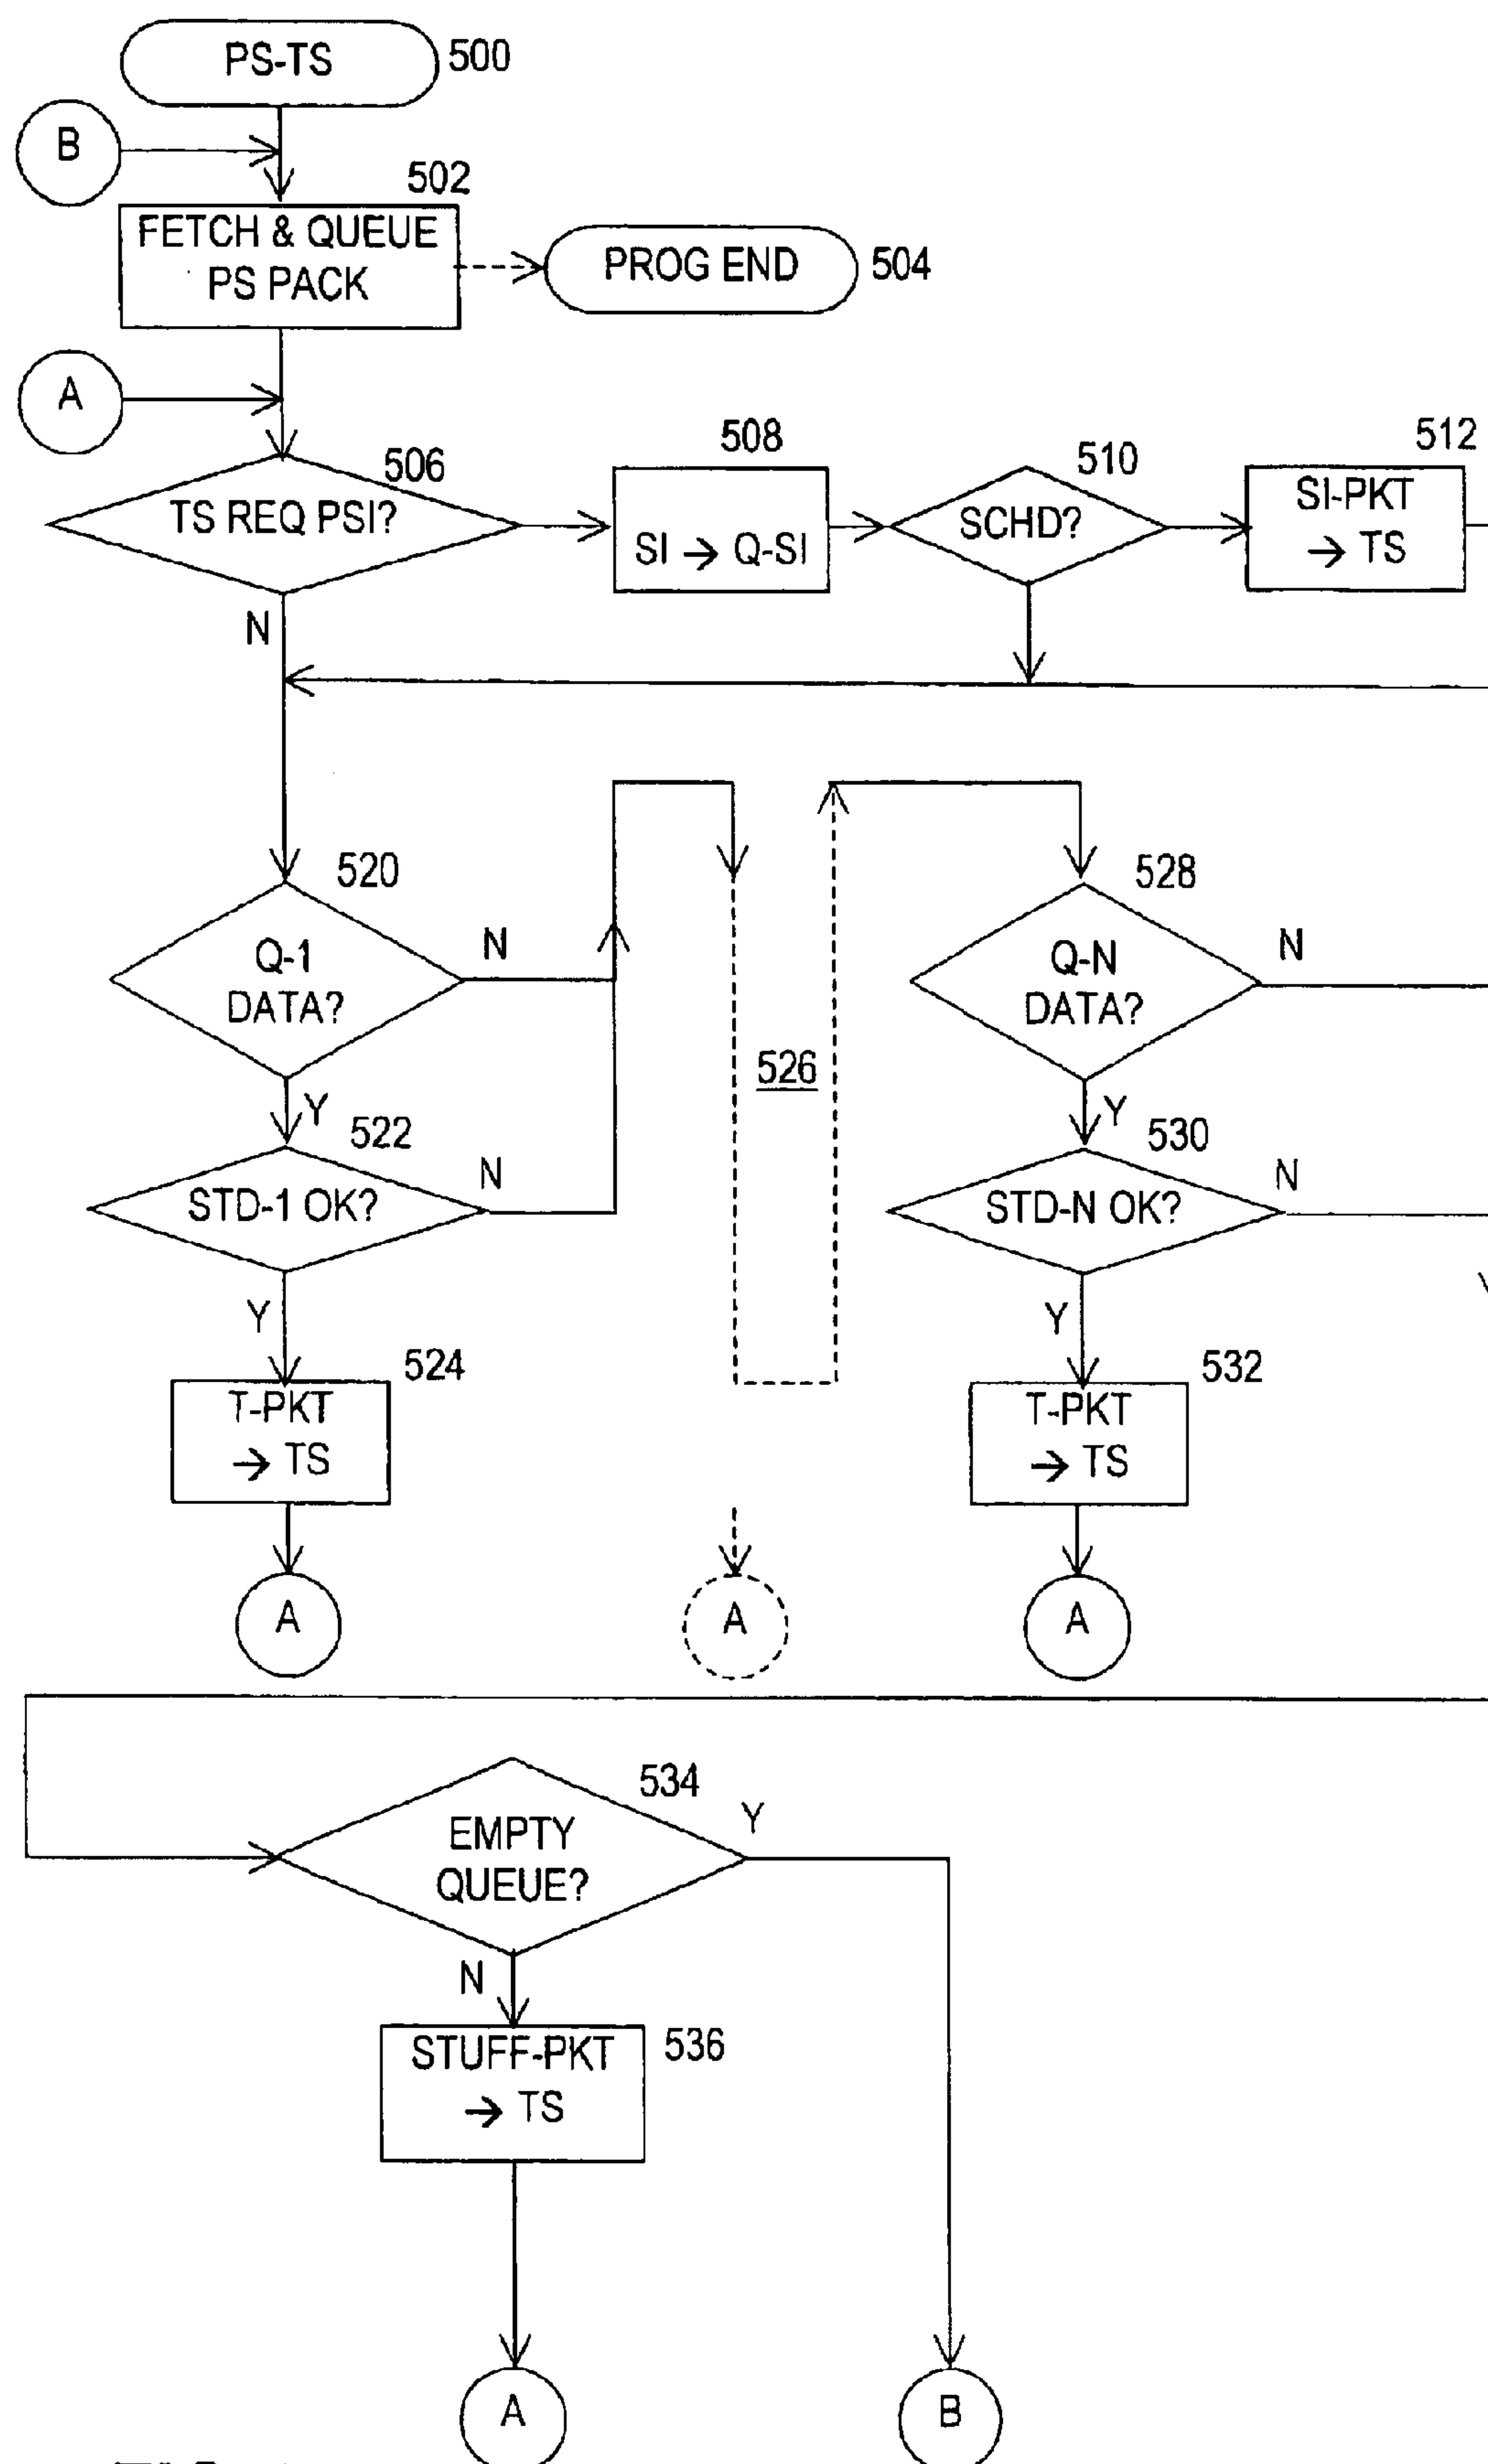 PS-TS
500
B
502
FETCH & QUEUE
PS PACK
PROG END
504
A
506
TS REQ PSI?
508
SI → Q-SI
510
SCHD?
512
SI-PKT
→ TS
N
520
Q-1
DATA?
N
Y
522
STD-1 OK?
N
Y
524
T-PKT
→ TS
A
526
A
528
Q-N
DATA?
N
Y
530
STD-N OK?
N
Y
532
T-PKT
→ TS
A
534
EMPTY
QUEUE?
Y
N
STUFF-PKT
→ TS
536
A
B